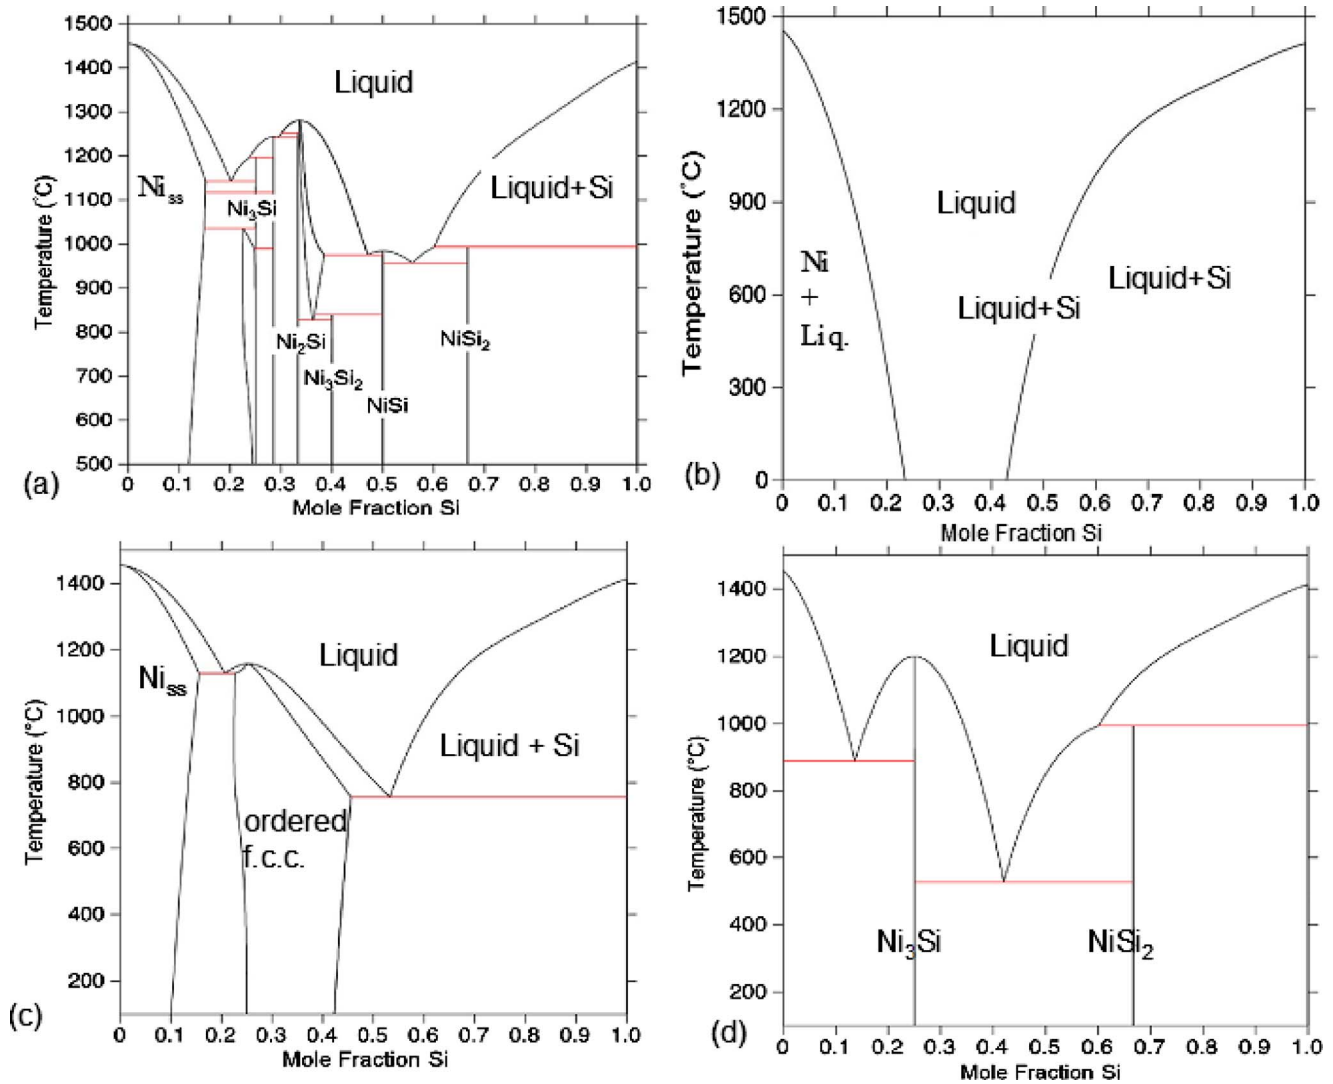 1500
1400
1300
1200
1100
1000
900
800
700
600
500
Temperature (°C)
Liquid
Ni ss
Ni3Si
Liquid+Si
Ni2Si
Ni3Si2
NiSi
NiSi2
(a)
0 0.1 0.2 0.3 0.4 0.5 0.6 0.7 0.8 0.9 1.0
Mole Fraction Si
1500
1200
900
600
300
0
Temperature (°C)
Liquid
Ni
+
Liq.
Liquid+Si
Liquid+Si
(b)
0 0.1 0.2 0.3 0.4 0.5 0.6 0.7 0.8 0.9 1.0
Mole Fraction Si
1400
1200
1000
800
600
400
200
Temperature (°C)
Liquid
Niss
Liquid + Si
ordered
f.c.c.
(c)
0 0.1 0.2 0.3 0.4 0.5 0.6 0.7 0.8 0.9 1.0
Mole Fraction Si
1400
1200
1000
800
600
400
200
Temperature (°C)
Liquid
Ni3Si
NiSi2
(d)
0 0.1 0.2 0.3 0.4 0.5 0.6 0.7 0.8 0.9 1.0
Mole Fraction Si